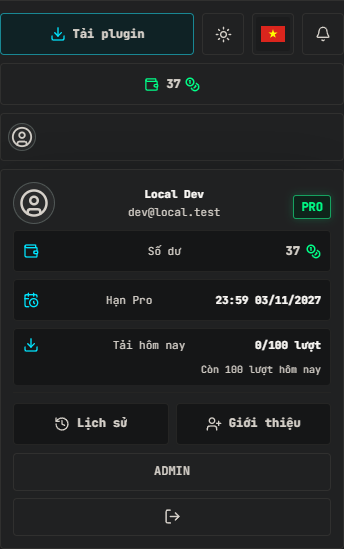 Tải plugin
37
Local Dev
dev@local.test
PRO
Số dư
37
Hạn Pro
23:59 03/11/2027
Tải hôm nay
0/100 lượt
Còn 100 lượt hôm nay
Lịch sử
Giới thiệu
ADMIN